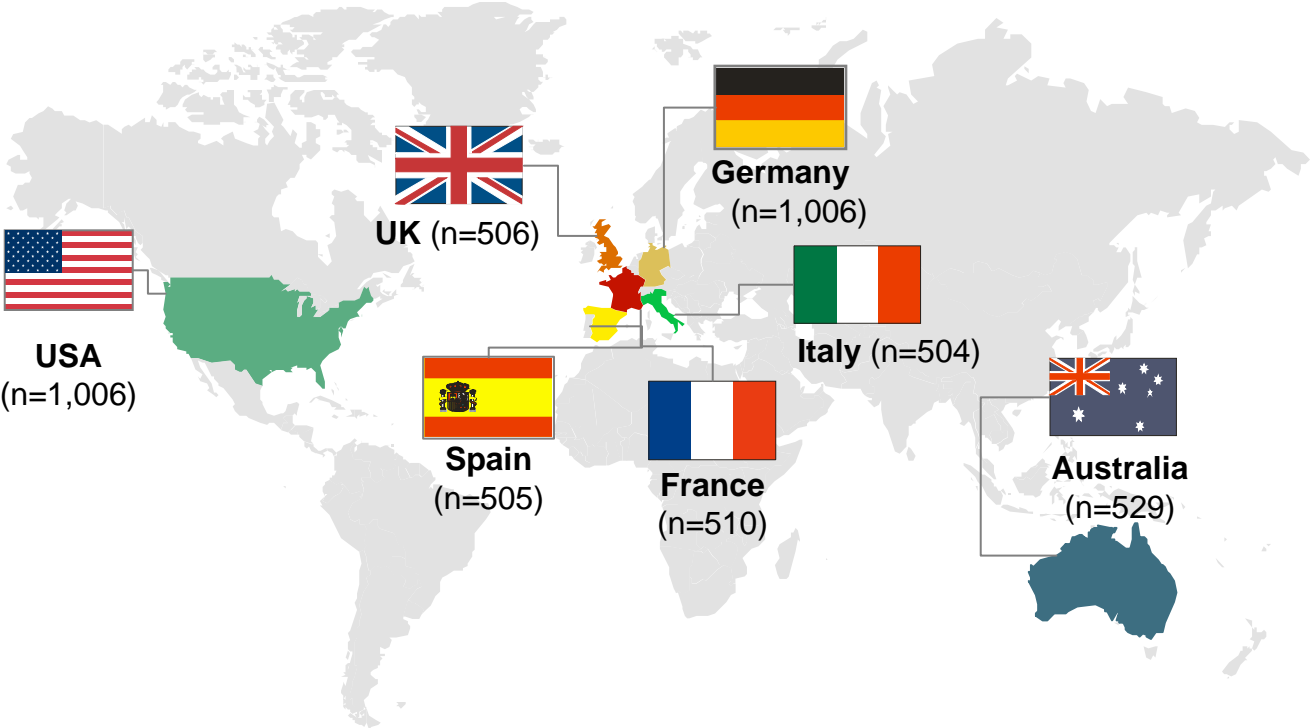 Germany
(n=1,006)
UK (n=506)
USA
(n=1,006)
Italy (n=504)
Spain
(n=505)
France
(n=510)
Australia
(n=529)